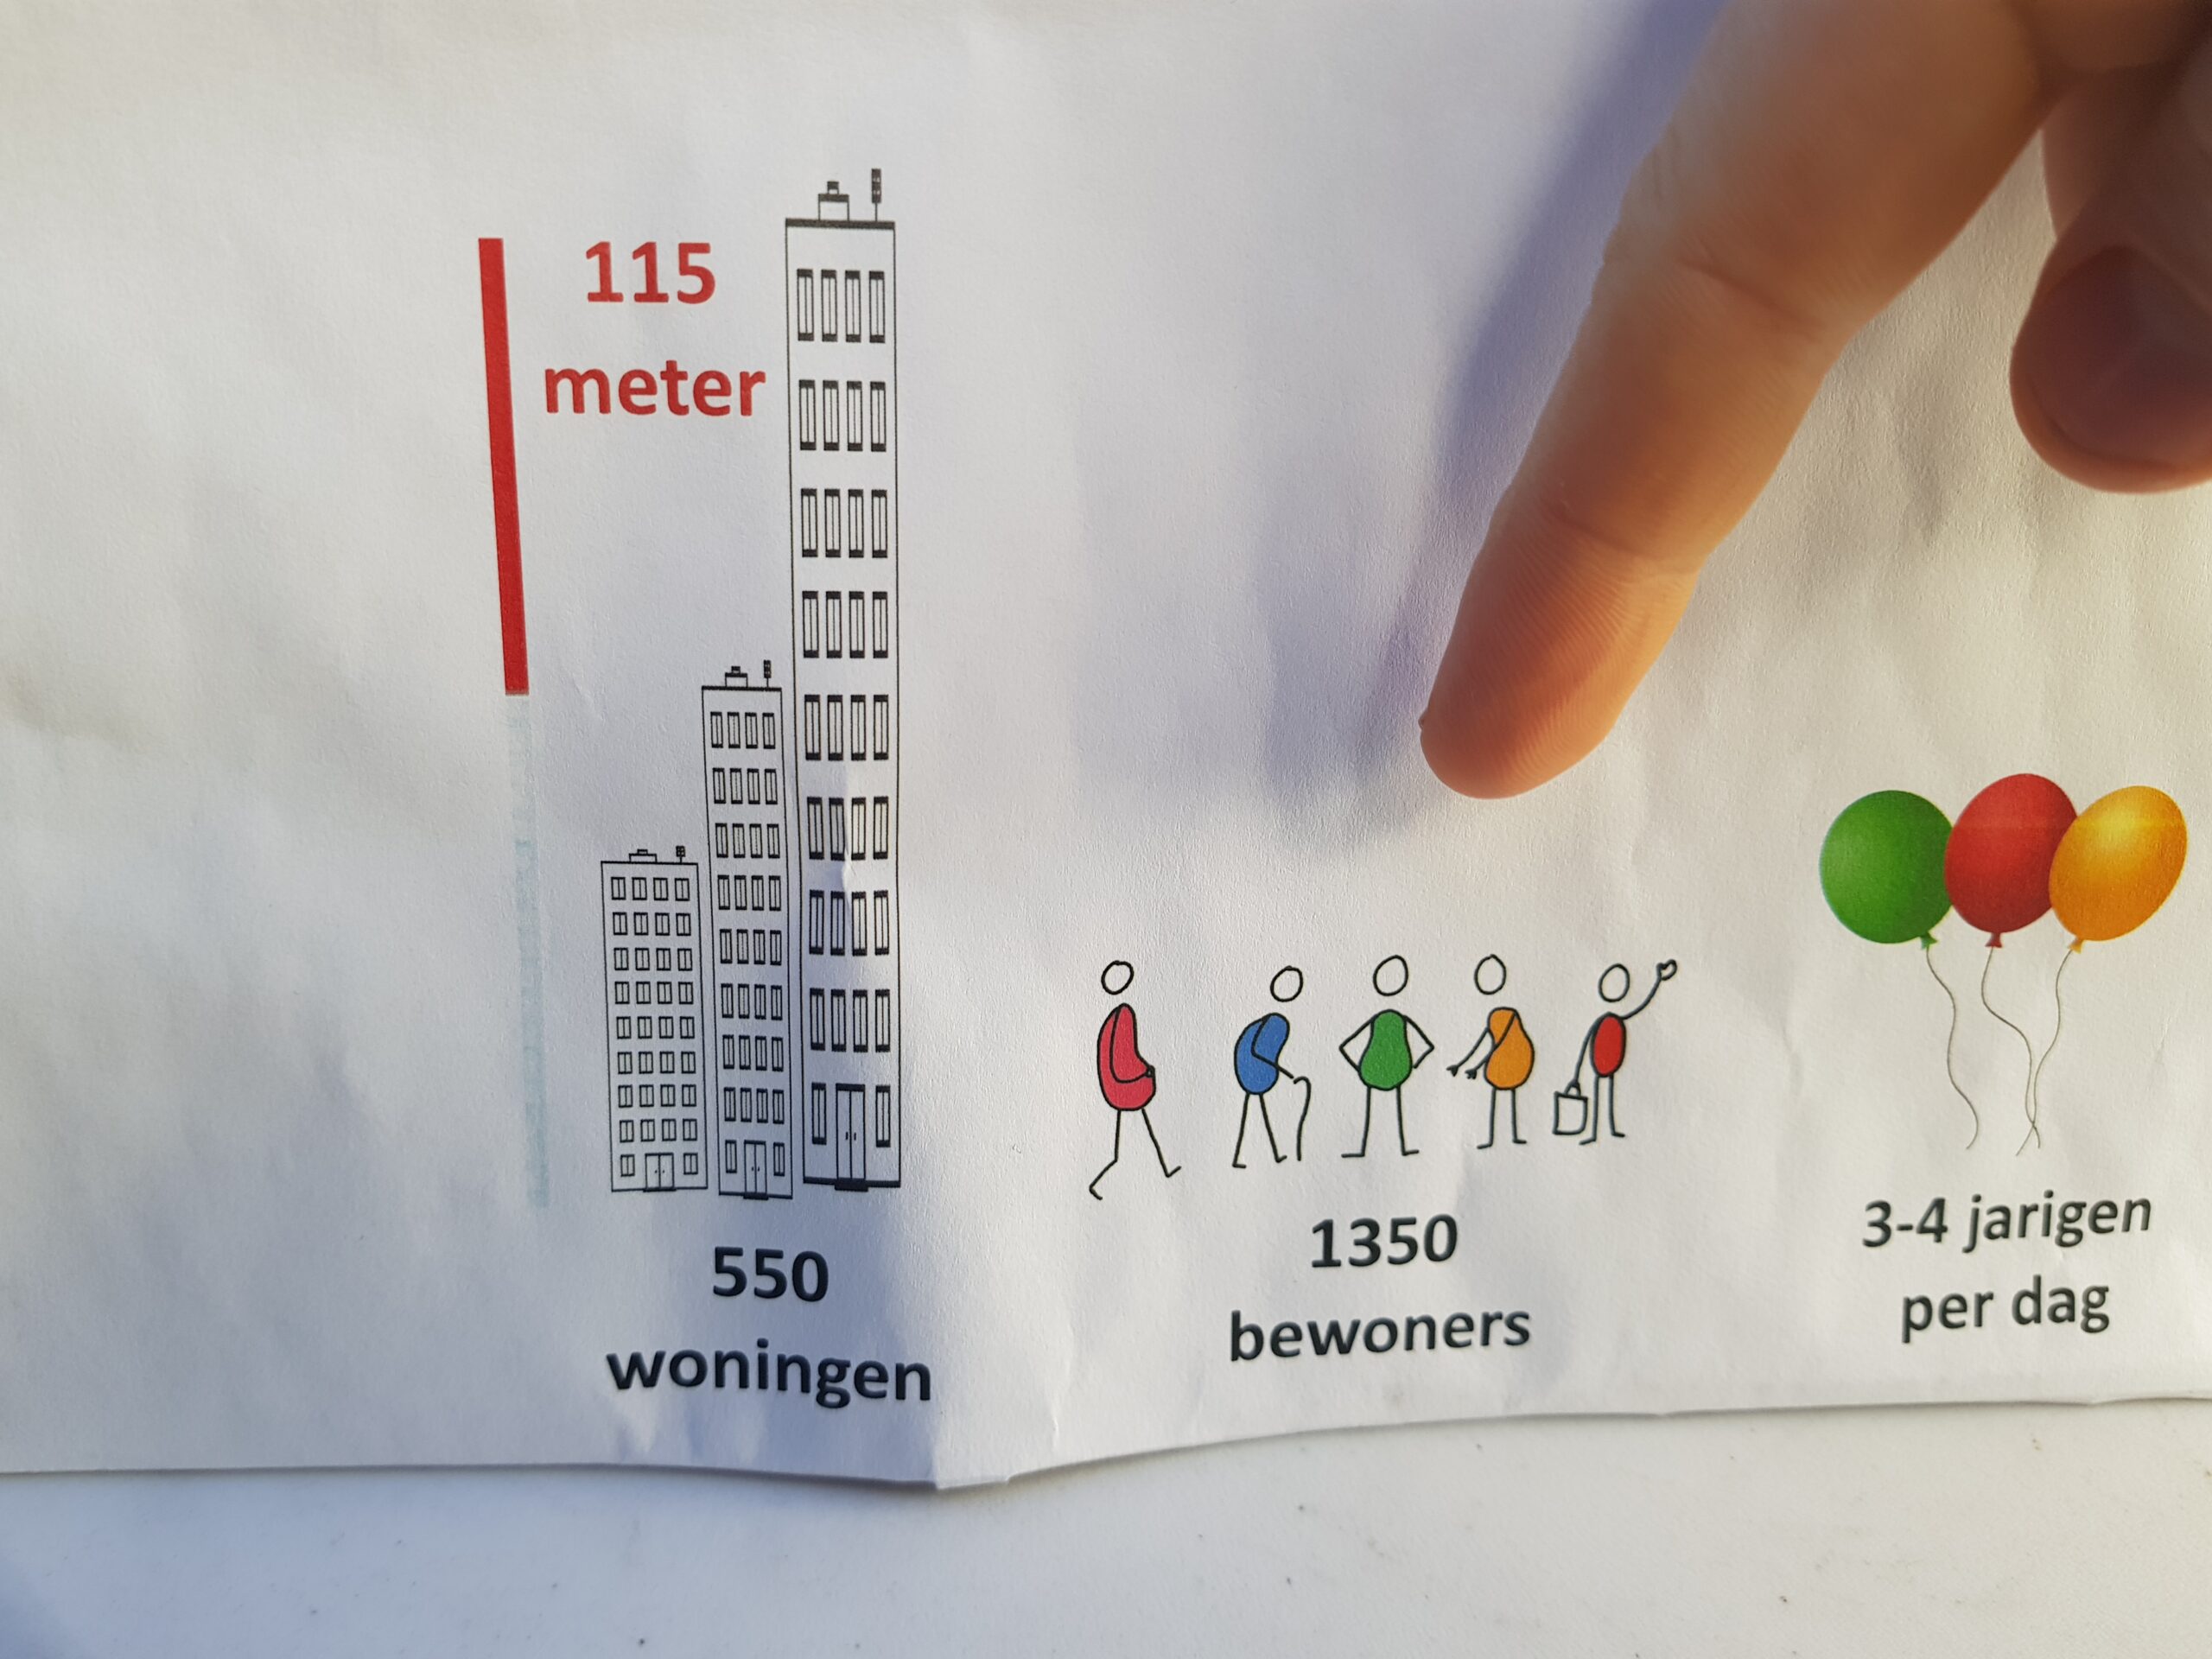 115
meter
550
woningen
1350
bewoners
3-4 jarigen
per dag